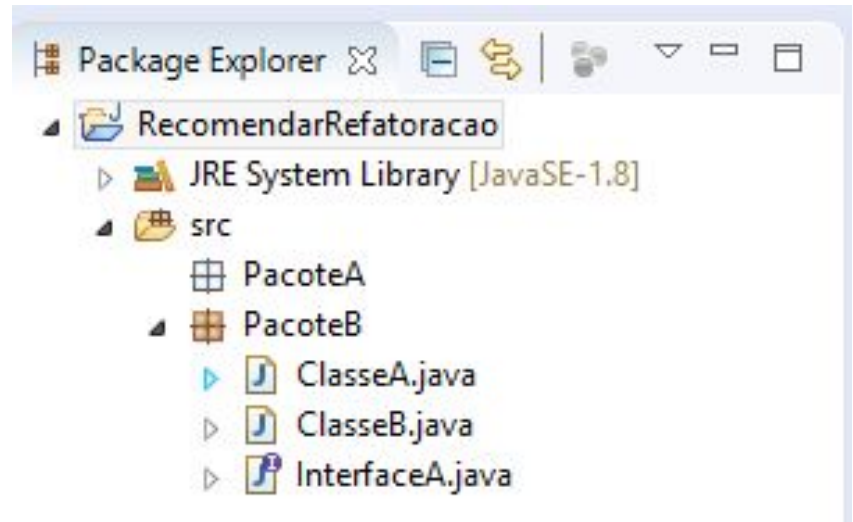 Package Explorer
RecomendarRefatoracao
JRE System Library [JavaSE-1.8]
src
PacoteA
PacoteB
ClasseA.java
ClasseB.java
InterfaceA.java